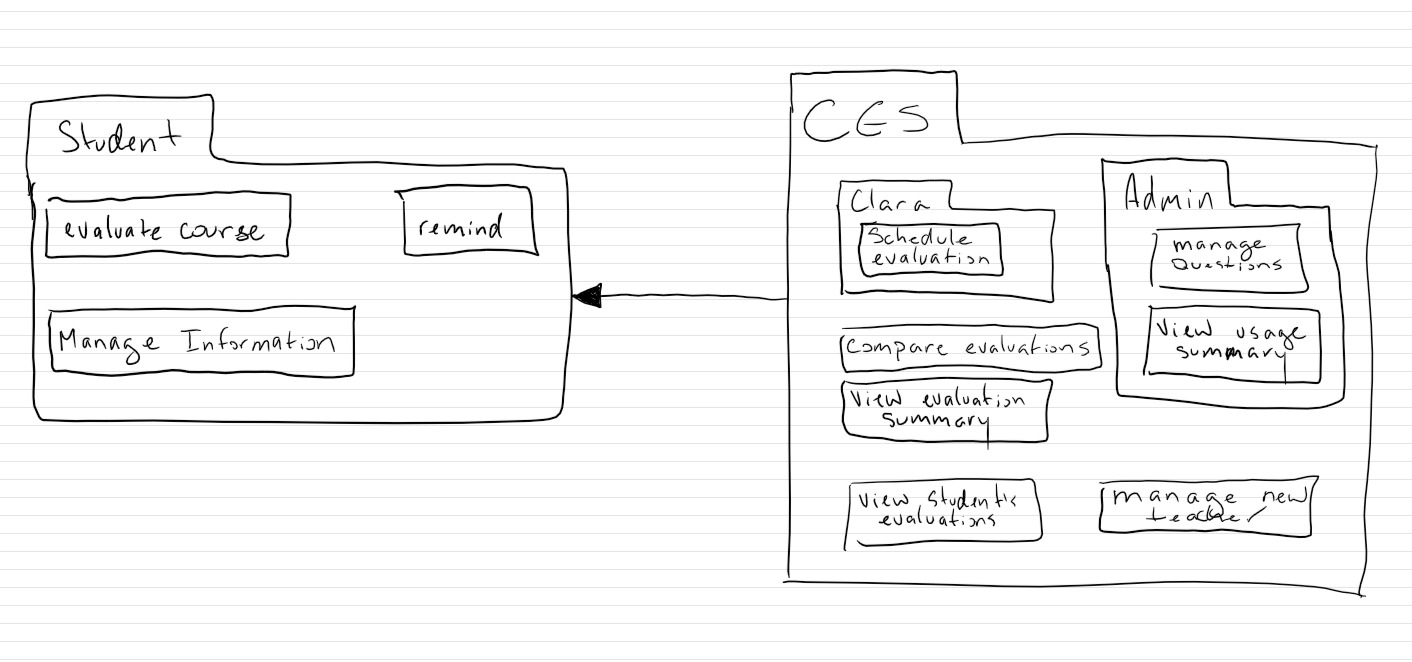 Student
evaluate course
remind
Manage Information
CES
Clara
Schedule
evaluation
Admin
manage
Questions
View usage
summary
Compare evaluations
View evaluation
summary
View Student's
evaluations
manage new
teacher